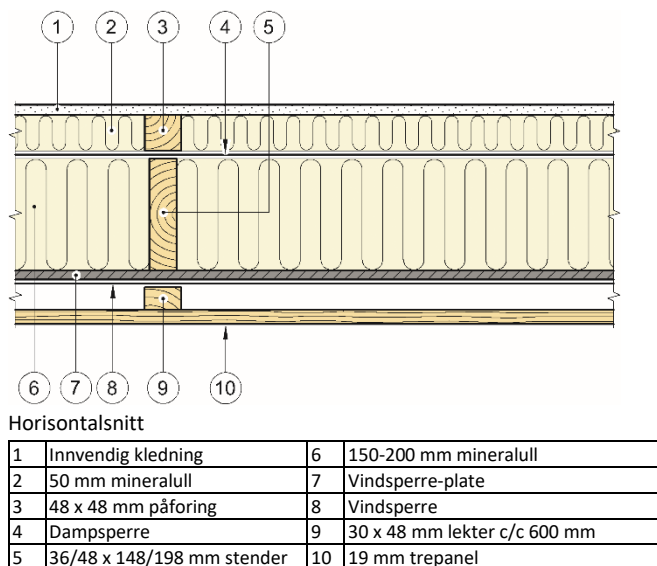 1 2 3 5 4
6 7 8 9 10
Horisontalsnitt
1 Innvendig kledning 6 150-200 mm mineralull
2 50 mm mineralull 7 Vindsperre-plate
3 48 x 48 mm påforing 8 Vindsperre
4 Dampsperre 9 30 x 48 mm lekter c/c 600 mm
5 36/48 x 148/198 mm stender 10 19 mm trepanel